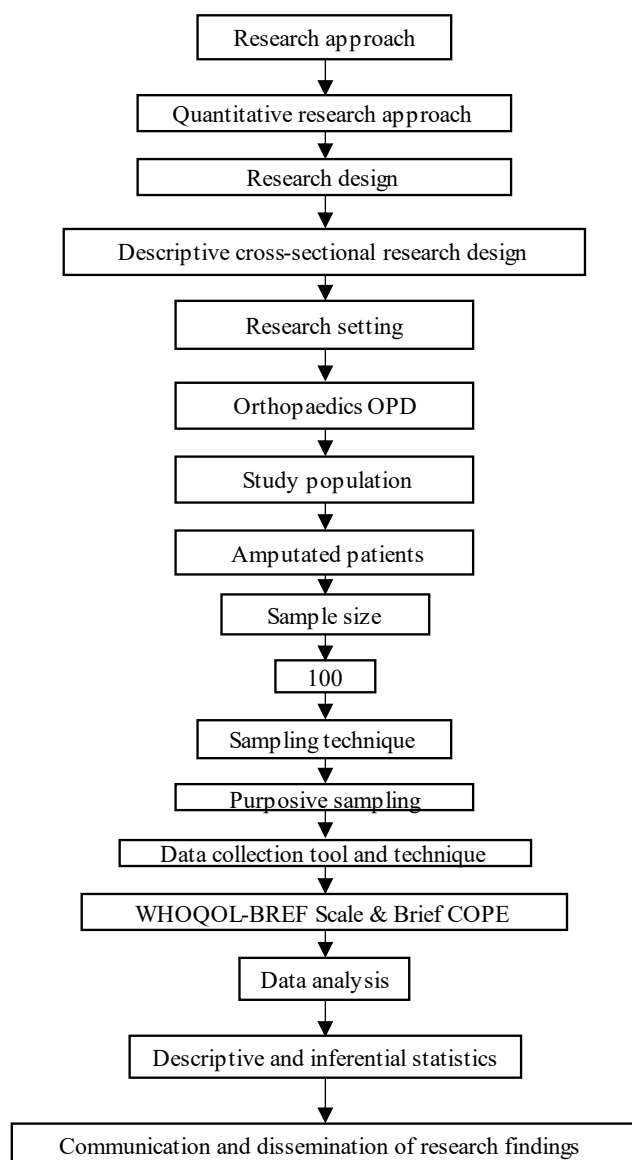 Research approach
Quantitative research approach
Research design
Descriptive cross-sectional research design
Research setting
Orthopaedics OPD
Study population
Amputated patients
Sample size
100
Sampling technique
Purposive sampling
Data collection tool and technique
WHOQOL-BREF Scale & Brief COPE
Data analysis
Descriptive and inferential statistics
Communication and dissemination of research findings